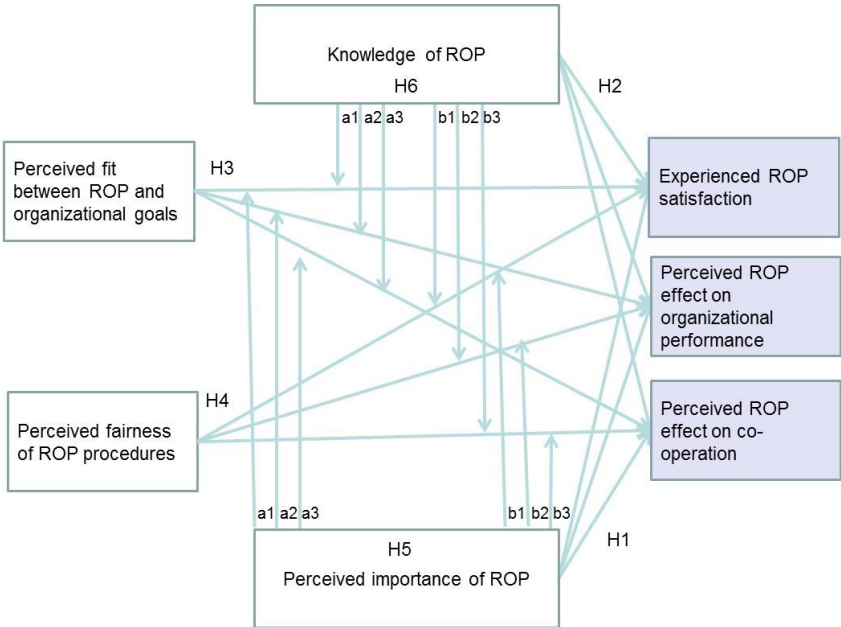 Knowledge of ROP
H6
H2
a1 a2 a3 b1 b2 b3
H3
Perceived fit
between ROP and
organizational goals
Experienced ROP
satisfaction
Perceived ROP
effect on
organizational
performance
H4
Perceived fairness
of ROP procedures
Perceived ROP
effect on co-
operation
a1 a2 a3 b1 b2 b3
H1
H5
Perceived importance of ROP